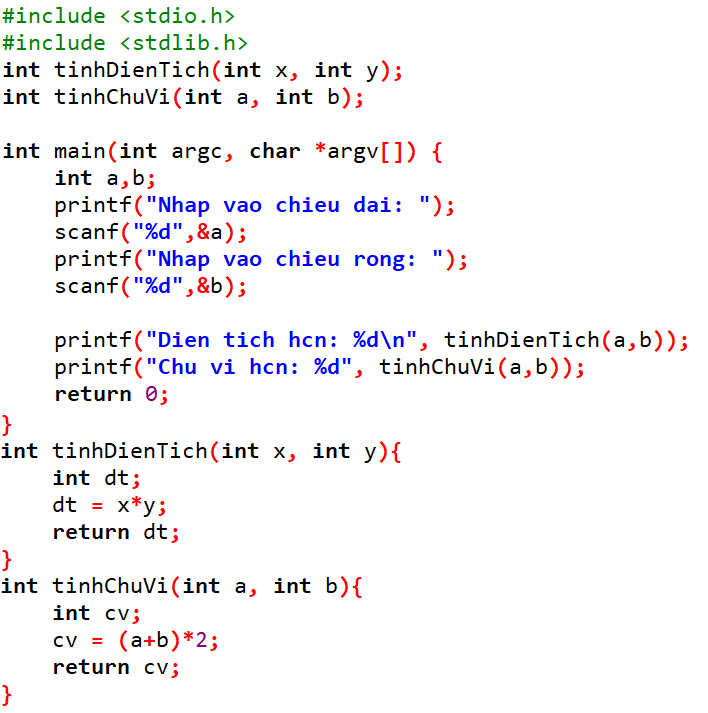 #include <stdio.h>
#include <stdlib.h>
int tinhDienTich(int x, int y);
int tinhChuVi(int a, int b);

int main(int argc, char *argv[]) {
    int a,b;
    printf("Nhap vao chieu dai: ");
    scanf("%d",&a);
    printf("Nhap vao chieu rong: ");
    scanf("%d",&b);

    printf("Dien tich hcn: %d\n", tinhDienTich(a,b));
    printf("Chu vi hcn: %d", tinhChuVi(a,b));
    return 0;
}
int tinhDienTich(int x, int y){
    int dt;
    dt = x*y;
    return dt;
}
int tinhChuVi(int a, int b){
    int cv;
    cv = (a+b)*2;
    return cv;
}